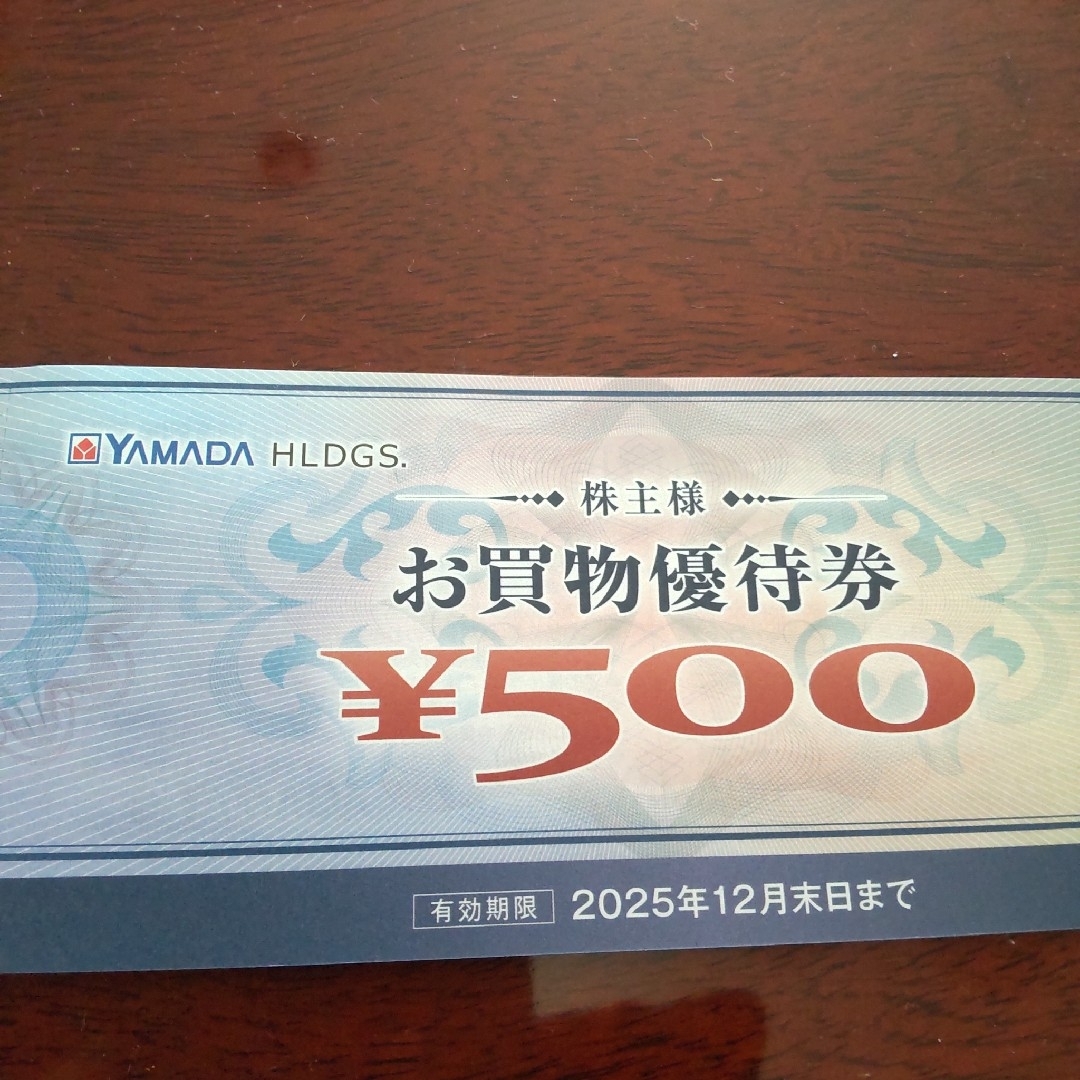 YAMADA HLDGS.
株主様
お買物優待券
¥500
有効期限 2025年12月末日まで